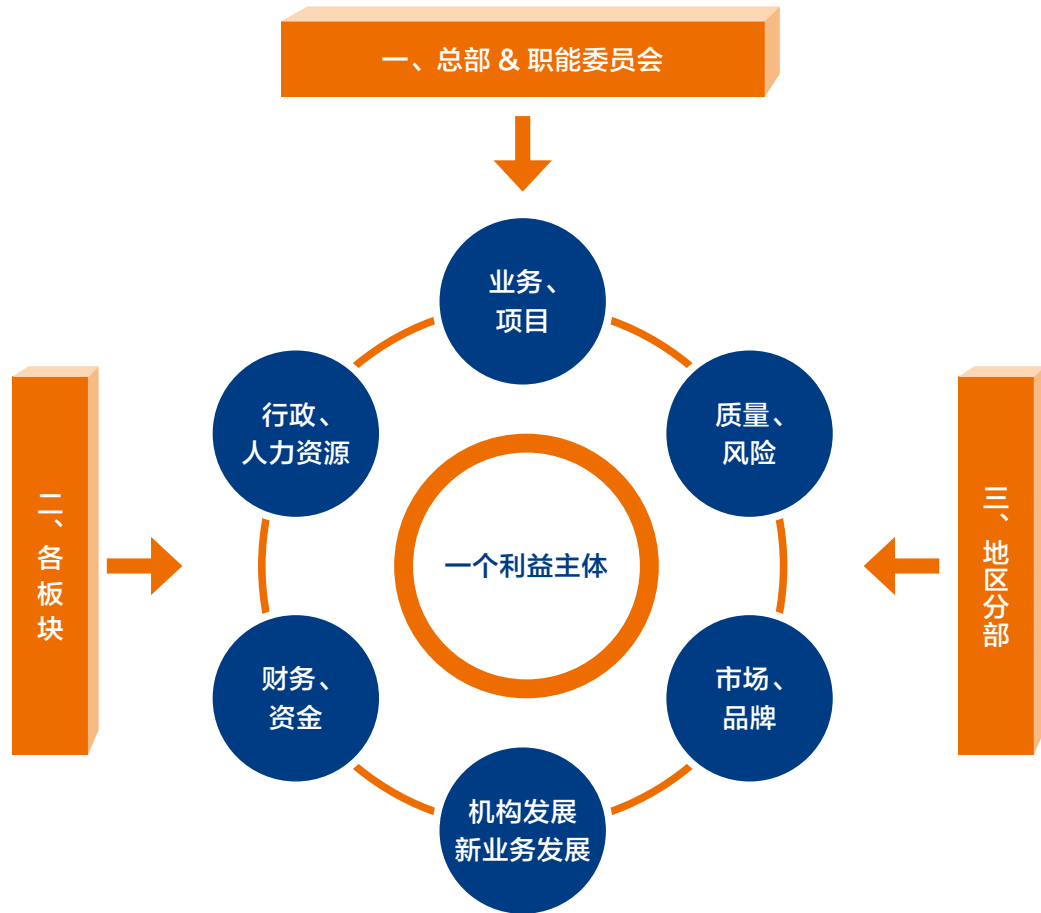 一、总部 & 职能委员会
业务、
项目
行政、
人力资源
质量、
风险
二、各板块
一个利益主体
三、地区分部
财务、
资金
市场、
品牌
机构发展
新业务发展